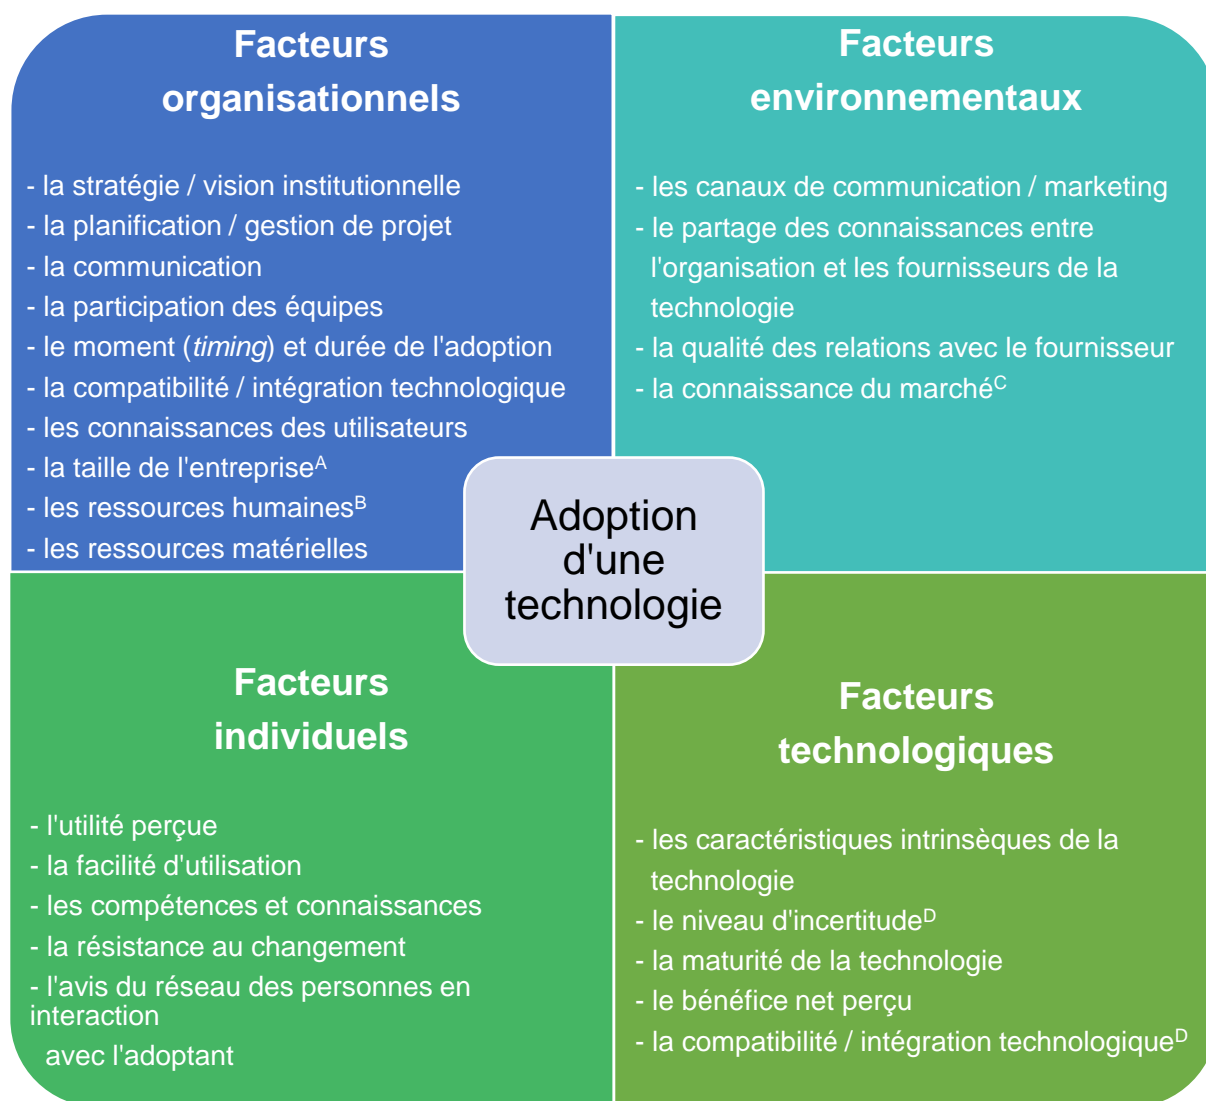 Facteurs
organisationnels
- la stratégie / vision institutionnelle
- la planification / gestion de projet
- la communication
- la participation des équipes
- le moment (timing) et durée de l'adoption
- la compatibilité / intégration technologique
- les connaissances des utilisateurs
- la taille de l'entrepriseᴬ
- les ressources humainesᴮ
- les ressources matérielles
Facteurs
environnementaux
- les canaux de communication / marketing
- le partage des connaissances entre
l'organisation et les fournisseurs de la
technologie
- la qualité des relations avec le fournisseur
- la connaissance du marchéC
Adoption
d'une
technologie
Facteurs
individuels
- l'utilité perçue
- la facilité d'utilisation
- les compétences et connaissances
- la résistance au changement
- l'avis du réseau des personnes en
interaction
avec l'adoptant
Facteurs
technologiques
- les caractéristiques intrinsèques de la
technologie
- le niveau d'incertitudeᴰ
- la maturité de la technologie
- le bénéfice net perçu
- la compatibilité / intégration technologiqueᴰ